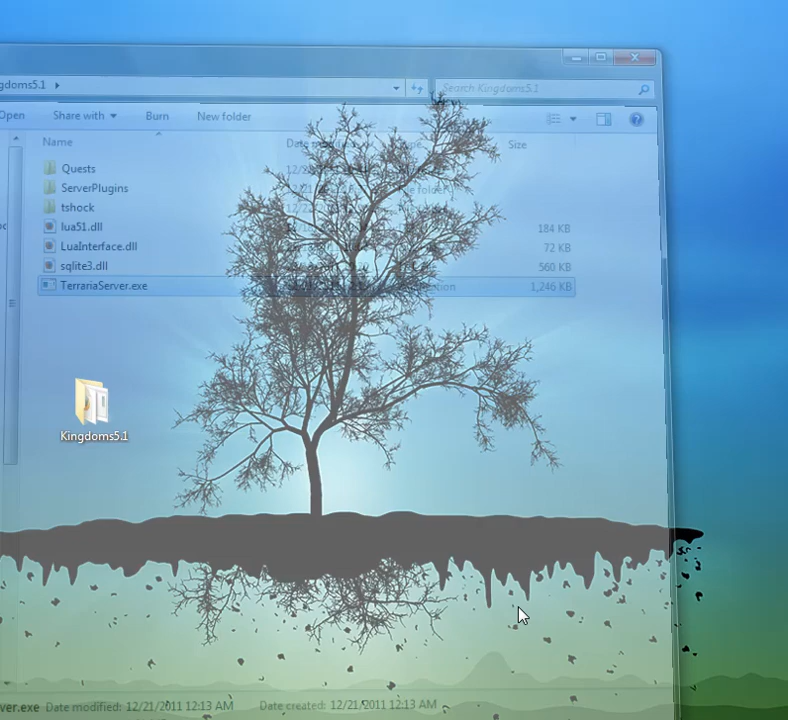 gdoms5.1
Search Kingdoms5.1
Open Share with Burn New folder
Name Size
Quests
ServerPlugins
tshock
lua51.dll 184 KB
LuaInterface.dll 72 KB
sqlite3.dll 560 KB
TerrariaServer.exe 1,246 KB
Kingdoms5.1
ver.exe Date modified: 12/21/2011 12:13 AM Date created: 12/21/2011 12:13 AM